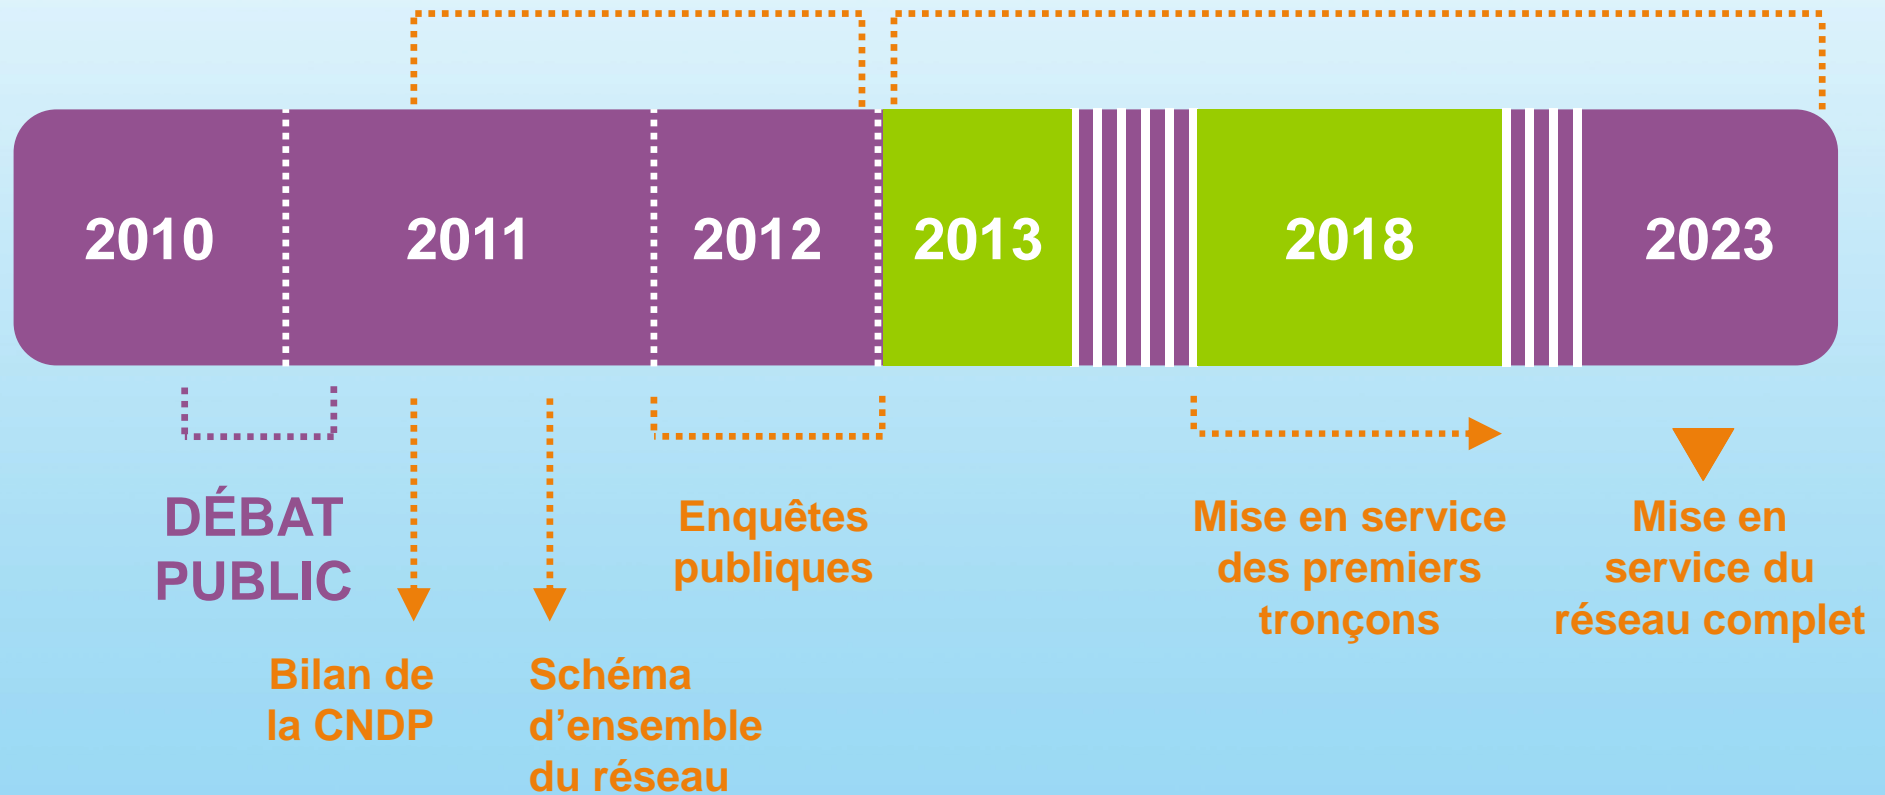 2010
2011
2012
2013
2018
2023
DÉBAT
PUBLIC
Bilan de
la CNDP
Schéma
d’ensemble
du réseau
Enquêtes
publiques
Mise en service
des premiers
tronçons
Mise en
service du
réseau complet